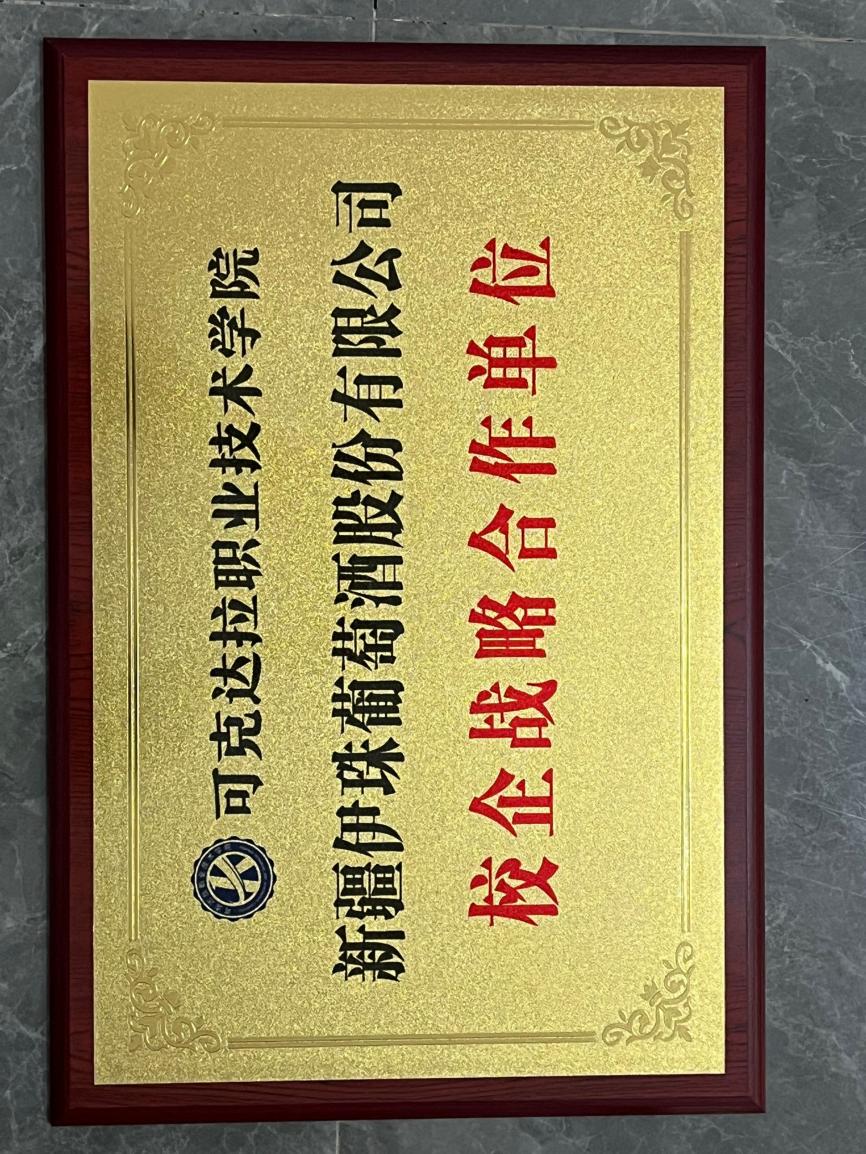 可克达拉职业技术学院
新疆伊珠葡萄酒股份有限公司
校企战略合作单位